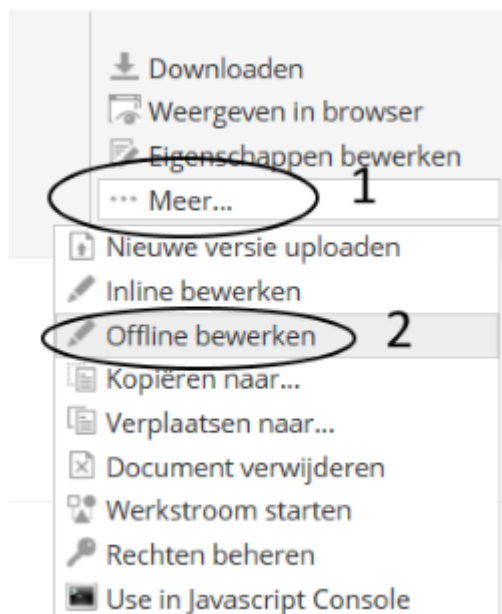 Downloaden
Weergeven in browser
Eigenschappen bewerken
Meer... 1
Nieuwe versie uploaden
Inline bewerken
Offline bewerken 2
Kopiëren naar...
Verplaatsen naar...
Document verwijderen
Werkstroom starten
Rechten beheren
Use in Javascript Console